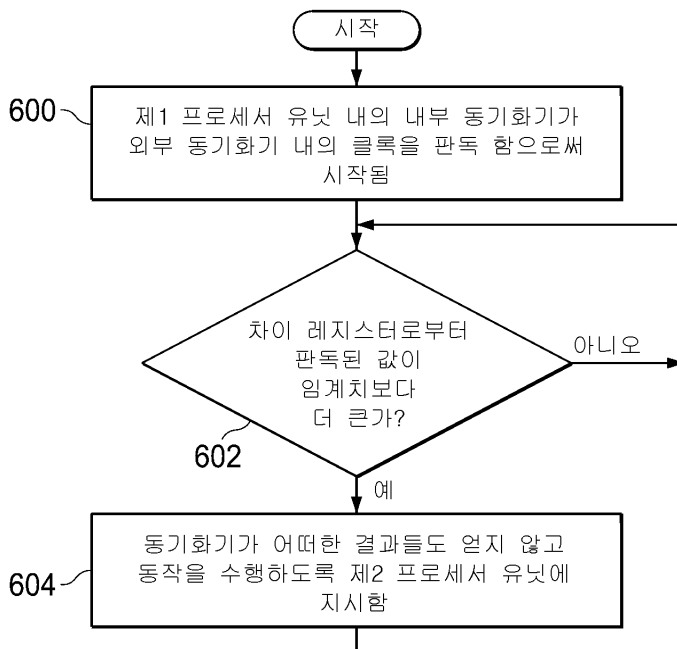 시작
600
제1 프로세서 유닛 내의 내부 동기화기가
외부 동기화기 내의 클록을 판독 함으로써
시작됨
차이 레지스터로부터
판독된 값이
임계치보다
더 큰가?
아니오
602
예
604
동기화기가 어떠한 결과들도 얻지 않고
동작을 수행하도록 제2 프로세서 유닛에
지시함